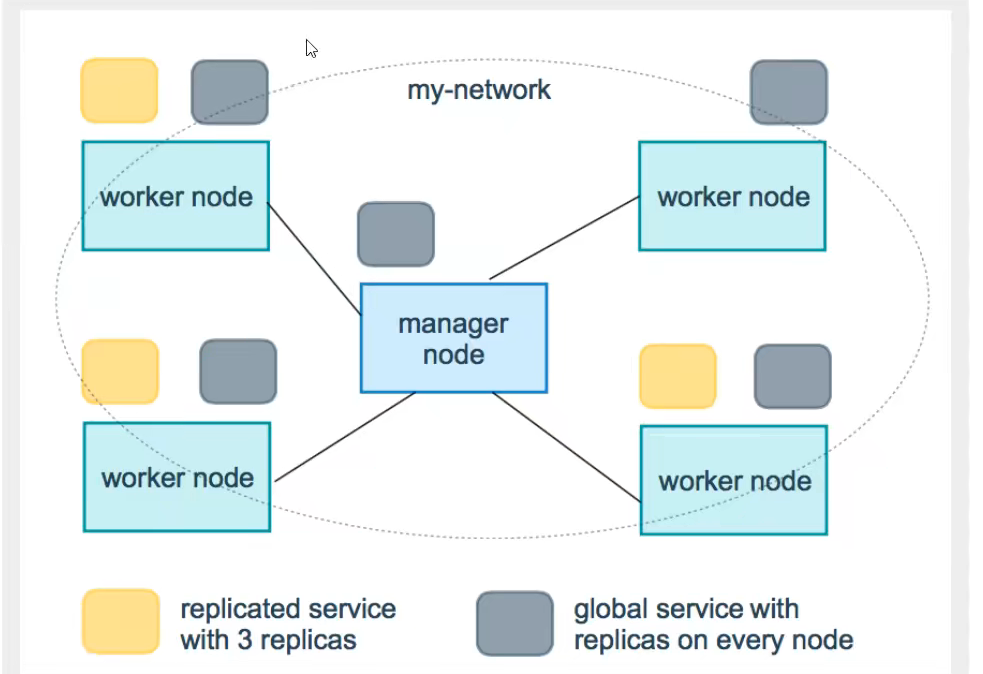 my-network
worker node
worker node
manager
node
worker node
worker node
replicated service
with 3 replicas
global service with
replicas on every node